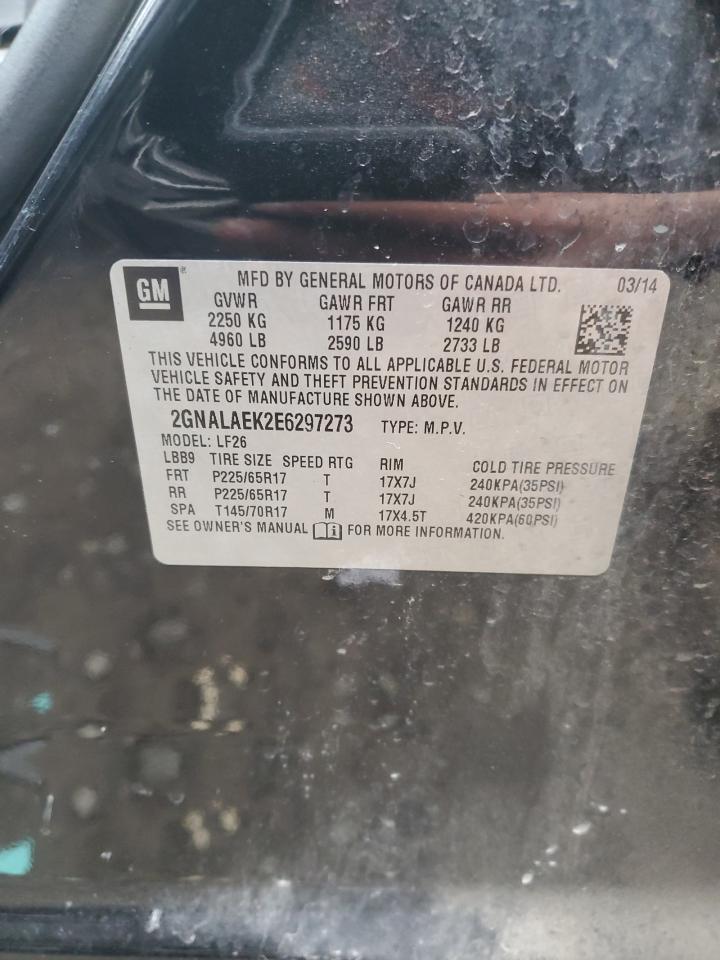 GM ® MFD BY GENERAL MOTORS OF CANADA LTD. 03/14
GVWR GAWR FRT GAWR RR
2250 KG 1175 KG 1240 KG
4960 LB 2590 LB 2733 LB
THIS VEHICLE CONFORMS TO ALL APPLICABLE U.S. FEDERAL MOTOR
VEHICLE SAFETY AND THEFT PREVENTION STANDARDS IN EFFECT ON
THE DATE OF MANUFACTURE SHOWN ABOVE.
2GNALAEK2E6297273 TYPE: M.P.V.
MODEL: LF26
LBB9 TIRE SIZE SPEED RTG RIM COLD TIRE PRESSURE
FRT P225/65R17 T 17X7J 240KPA(35PSI)
RR P225/65R17 T 17X7J 240KPA(35PSI)
SPA T145/70R17 M 17X4.5T 420KPA(60PSI)
SEE OWNER'S MANUAL FOR MORE INFORMATION.